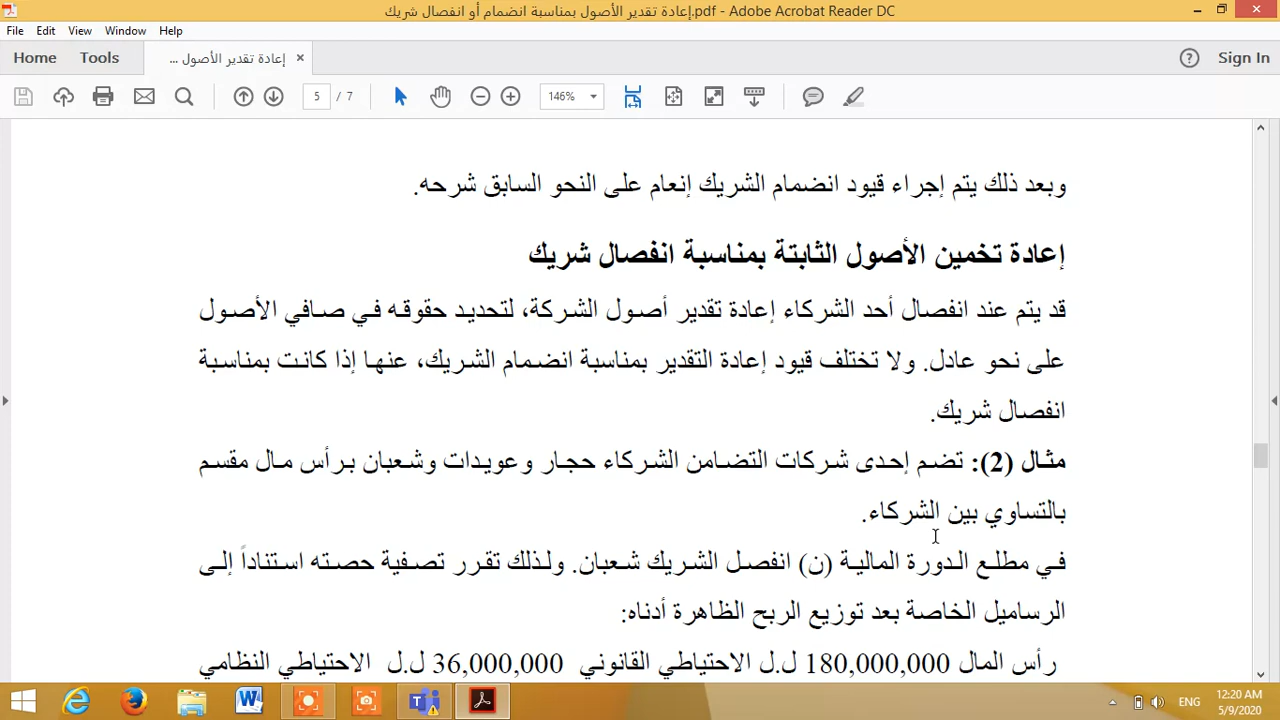 إعادة تقدير الأصول بمناسبة انضمام أو انفصال شريك.pdf - Adobe Acrobat Reader DC
File Edit View Window Help
Home Tools إعادة تقدير الأصول ... × Sign In
5 / 7 146%
وبعد ذلك يتم إجراء قيود انضمام الشريك إنعام على النحو السابق شرحه.
إعادة تخمين الأصول الثابتة بمناسبة انفصال شريك
قد يتم عند انفصال أحد الشركاء إعادة تقدير أصول الشركة، لتحديد حقوقه في صافي الأصول
على نحو عادل. ولا تختلف قيود إعادة التقدير بمناسبة انضمام الشريك، عنها إذا كانت بمناسبة
انفصال شريك.
مثال (2): تضم إحدى شركات التضامن الشركاء حجار وعويدات وشعبان برأس مال مقسم
بالتساوي بين الشركاء.
في مطلع الدورة المالية (ن) انفصل الشريك شعبان. ولذلك تقرر تصفية حصته استناداً إلى
الرساميل الخاصة بعد توزيع الربح الظاهرة أدناه:
رأس المال 180,000,000 ل.ل الاحتياطي القانوني 36,000,000 ل.ل الاحتياطي النظامي
ENG
12:20 AM
5/9/2020